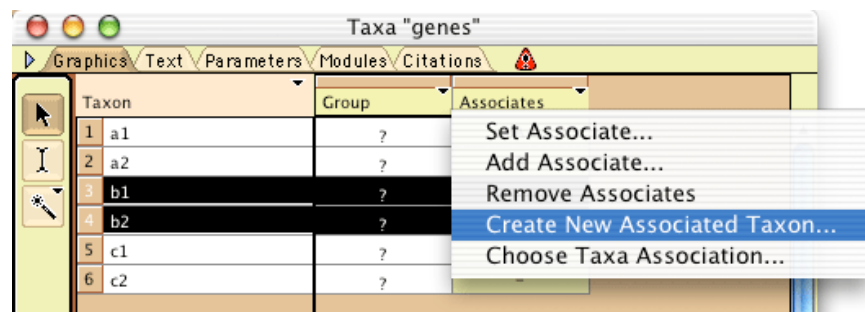 Taxa "genes"
Graphics Text Parameters Modules Citations
Taxon Group Associates
1 a1 ?
2 a2 ?
3 b1 ?
4 b2 ?
5 c1 ?
6 c2 ?
Set Associate...
Add Associate...
Remove Associates
Create New Associated Taxon...
Choose Taxa Association...